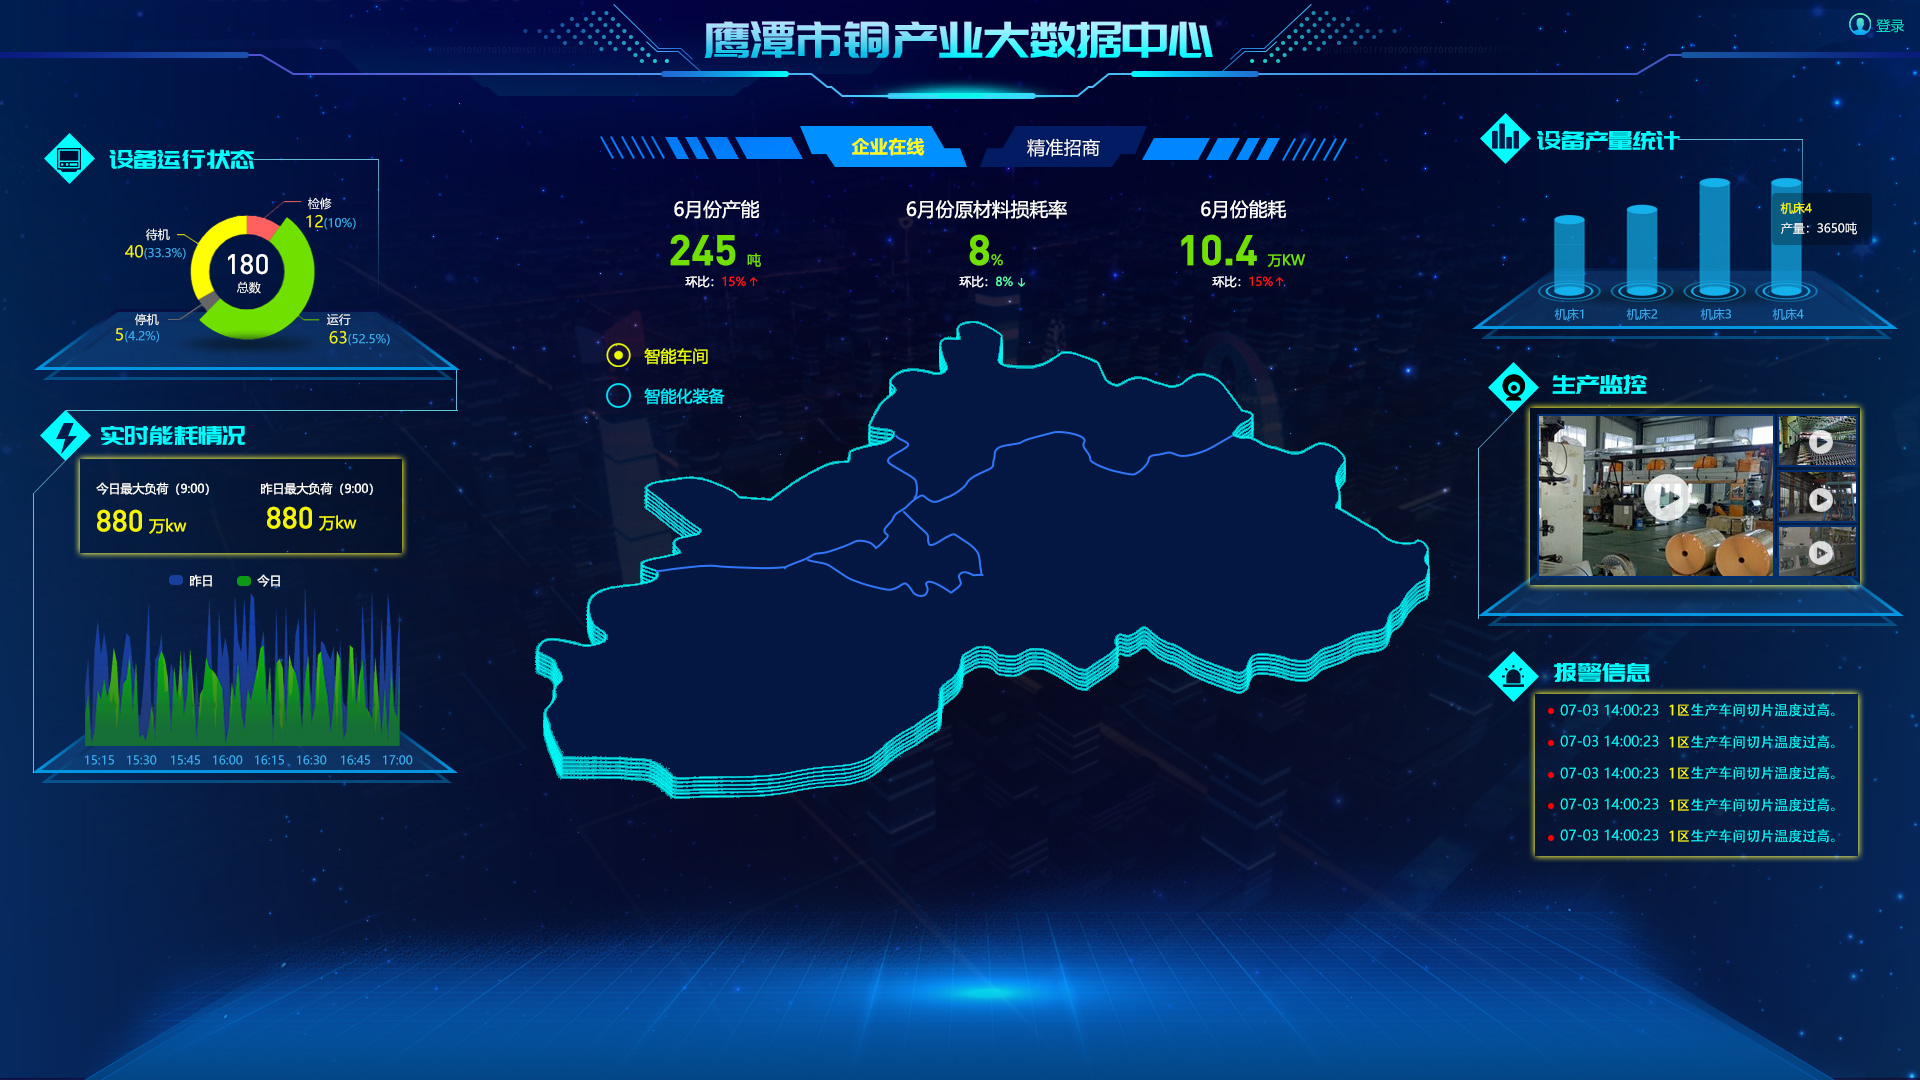 鹰潭市铜产业大数据中心
登录
企业在线
精准招商
设备运行状态
检修
12(10%)
待机
40(33.3%)
180
总数
停机
5(4.2%)
运行
63(52.5%)
6月份产能
245 吨
环比：15%↑
6月份原材料损耗率
8%
环比：8%↓
6月份能耗
10.4 万KW
环比：15%↑
智能车间
智能化装备
实时能耗情况
今日最大负荷（9:00）
880 万kw
昨日最大负荷（9:00）
880 万kw
昨日
今日
15:15 15:30 15:45 16:00 16:15 16:30 16:45 17:00
设备产量统计
机床4
产量：3650吨
机床1 机床2 机床3 机床4
生产监控
报警信息
07-03 14:00:23 1区生产车间切片温度过高。
07-03 14:00:23 1区生产车间切片温度过高。
07-03 14:00:23 1区生产车间切片温度过高。
07-03 14:00:23 1区生产车间切片温度过高。
07-03 14:00:23 1区生产车间切片温度过高。